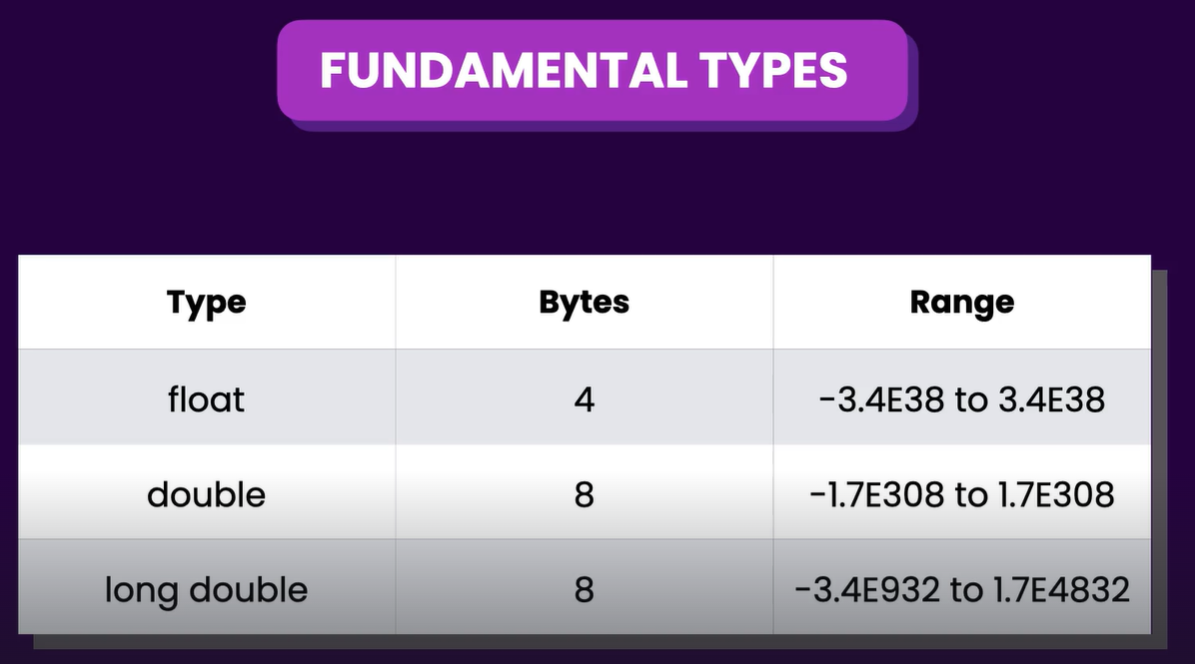 FUNDAMENTAL TYPES
Type Bytes Range
float 4 -3.4E38 to 3.4E38
double 8 -1.7E308 to 1.7E308
long double 8 -3.4E932 to 1.7E4832